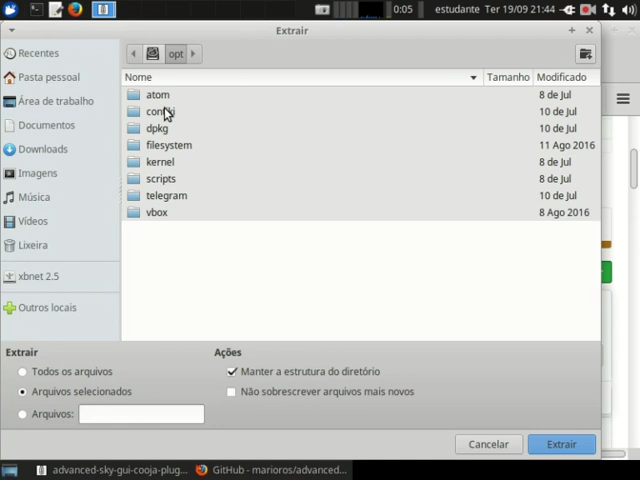 0:05 estudante Ter 19/09 21:44
Extrair
Recentes
Pasta pessoal
Área de trabalho
Documentos
Downloads
Imagens
Música
Vídeos
Lixeira
xbnet 2.5
Outros locais
opt
Nome Tamanho Modificado
atom 8 de Jul
10 de Jul
dpkg 10 de Jul
filesystem 11 Ago 2016
kernel 8 de Jul
scripts 8 de Jul
telegram 10 de Jul
vbox 8 Ago 2016
Extrair
Todos os arquivos
Arquivos selecionados
Arquivos:
Ações
Manter a estrutura do diretório
Não sobrescrever arquivos mais novos
Cancelar Extrair
advanced-sky-gui-cooja-plug... GitHub - marioros/advanced...